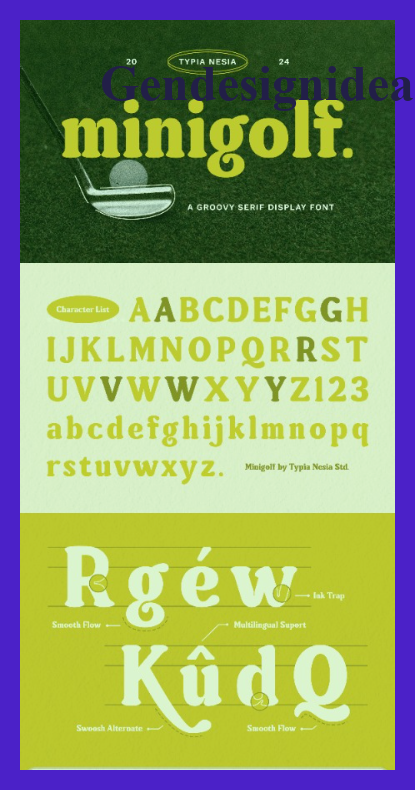 20 TYPIA NESIA 24
Gendesignidea
minigolf.
A GROOVY SERIF DISPLAY FONT
Character List AABCDEFGGH
IJKLMNOPQRRST
UVVWWXYYZ123
abcdefghijklmnopq
rstuvwxyz. Minigolf by Typia Nesia Std.
Rgéw
Ink Trap
Smooth Flow
Multilingual Supert
KûdQ
Swoosh Alternate
Smooth Flow